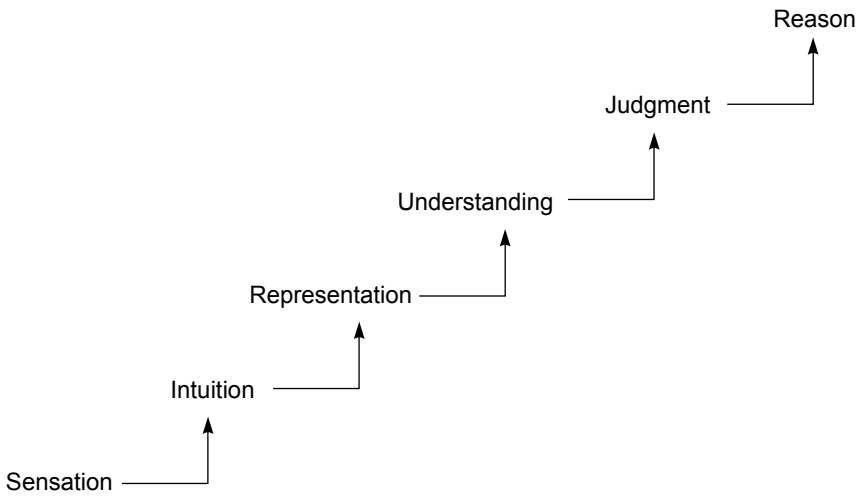 Reason
Judgment
Understanding
Representation
Intuition
Sensation